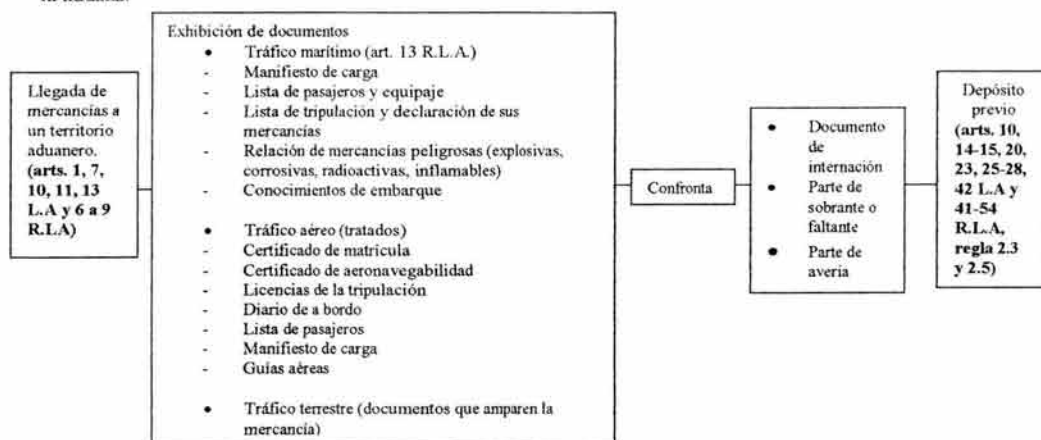 Llegada de
mercancías a
un territorio
aduanero.
(arts. 1, 7,
10, 11, 13
L.A y 6 a 9
R.L.A)
Exhibición de documentos
• Tráfico marítimo (art. 13 R.L.A.)
- Manifiesto de carga
- Lista de pasajeros y equipaje
- Lista de tripulación y declaración de sus
mercancías
- Relación de mercancías peligrosas (explosivas,
corrosivas, radioactivas, inflamables)
- Conocimientos de embarque
• Tráfico aéreo (tratados)
- Certificado de matrícula
- Certificado de aeronavegabilidad
- Licencias de la tripulación
- Diario de a bordo
- Lista de pasajeros
- Manifiesto de carga
- Guías aéreas
• Tráfico terrestre (documentos que amparen la
mercancía)
Confronta
• Documento
de
internación
• Parte de
sobrante o
faltante
• Parte de
avería
Depósito
previo
(arts. 10,
14-15, 20,
23, 25-28,
42 L.A y
41-54
R.L.A,
regla 2.3
y 2.5)